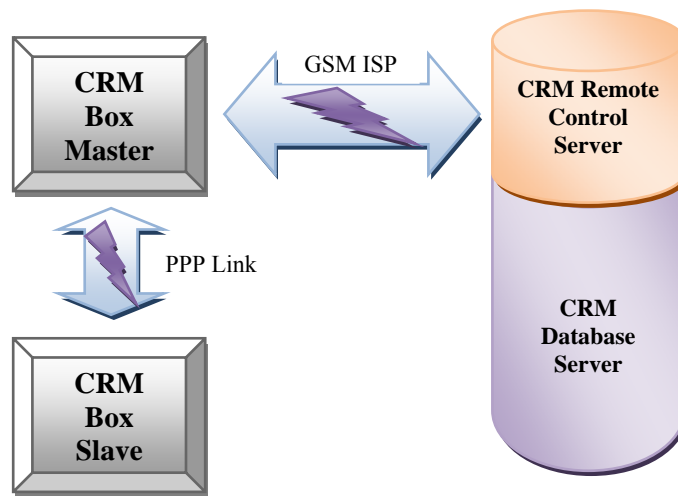 CRM
Box
Master
GSM ISP
CRM Remote
Control
Server
PPP Link
CRM
Database
Server
CRM
Box
Slave